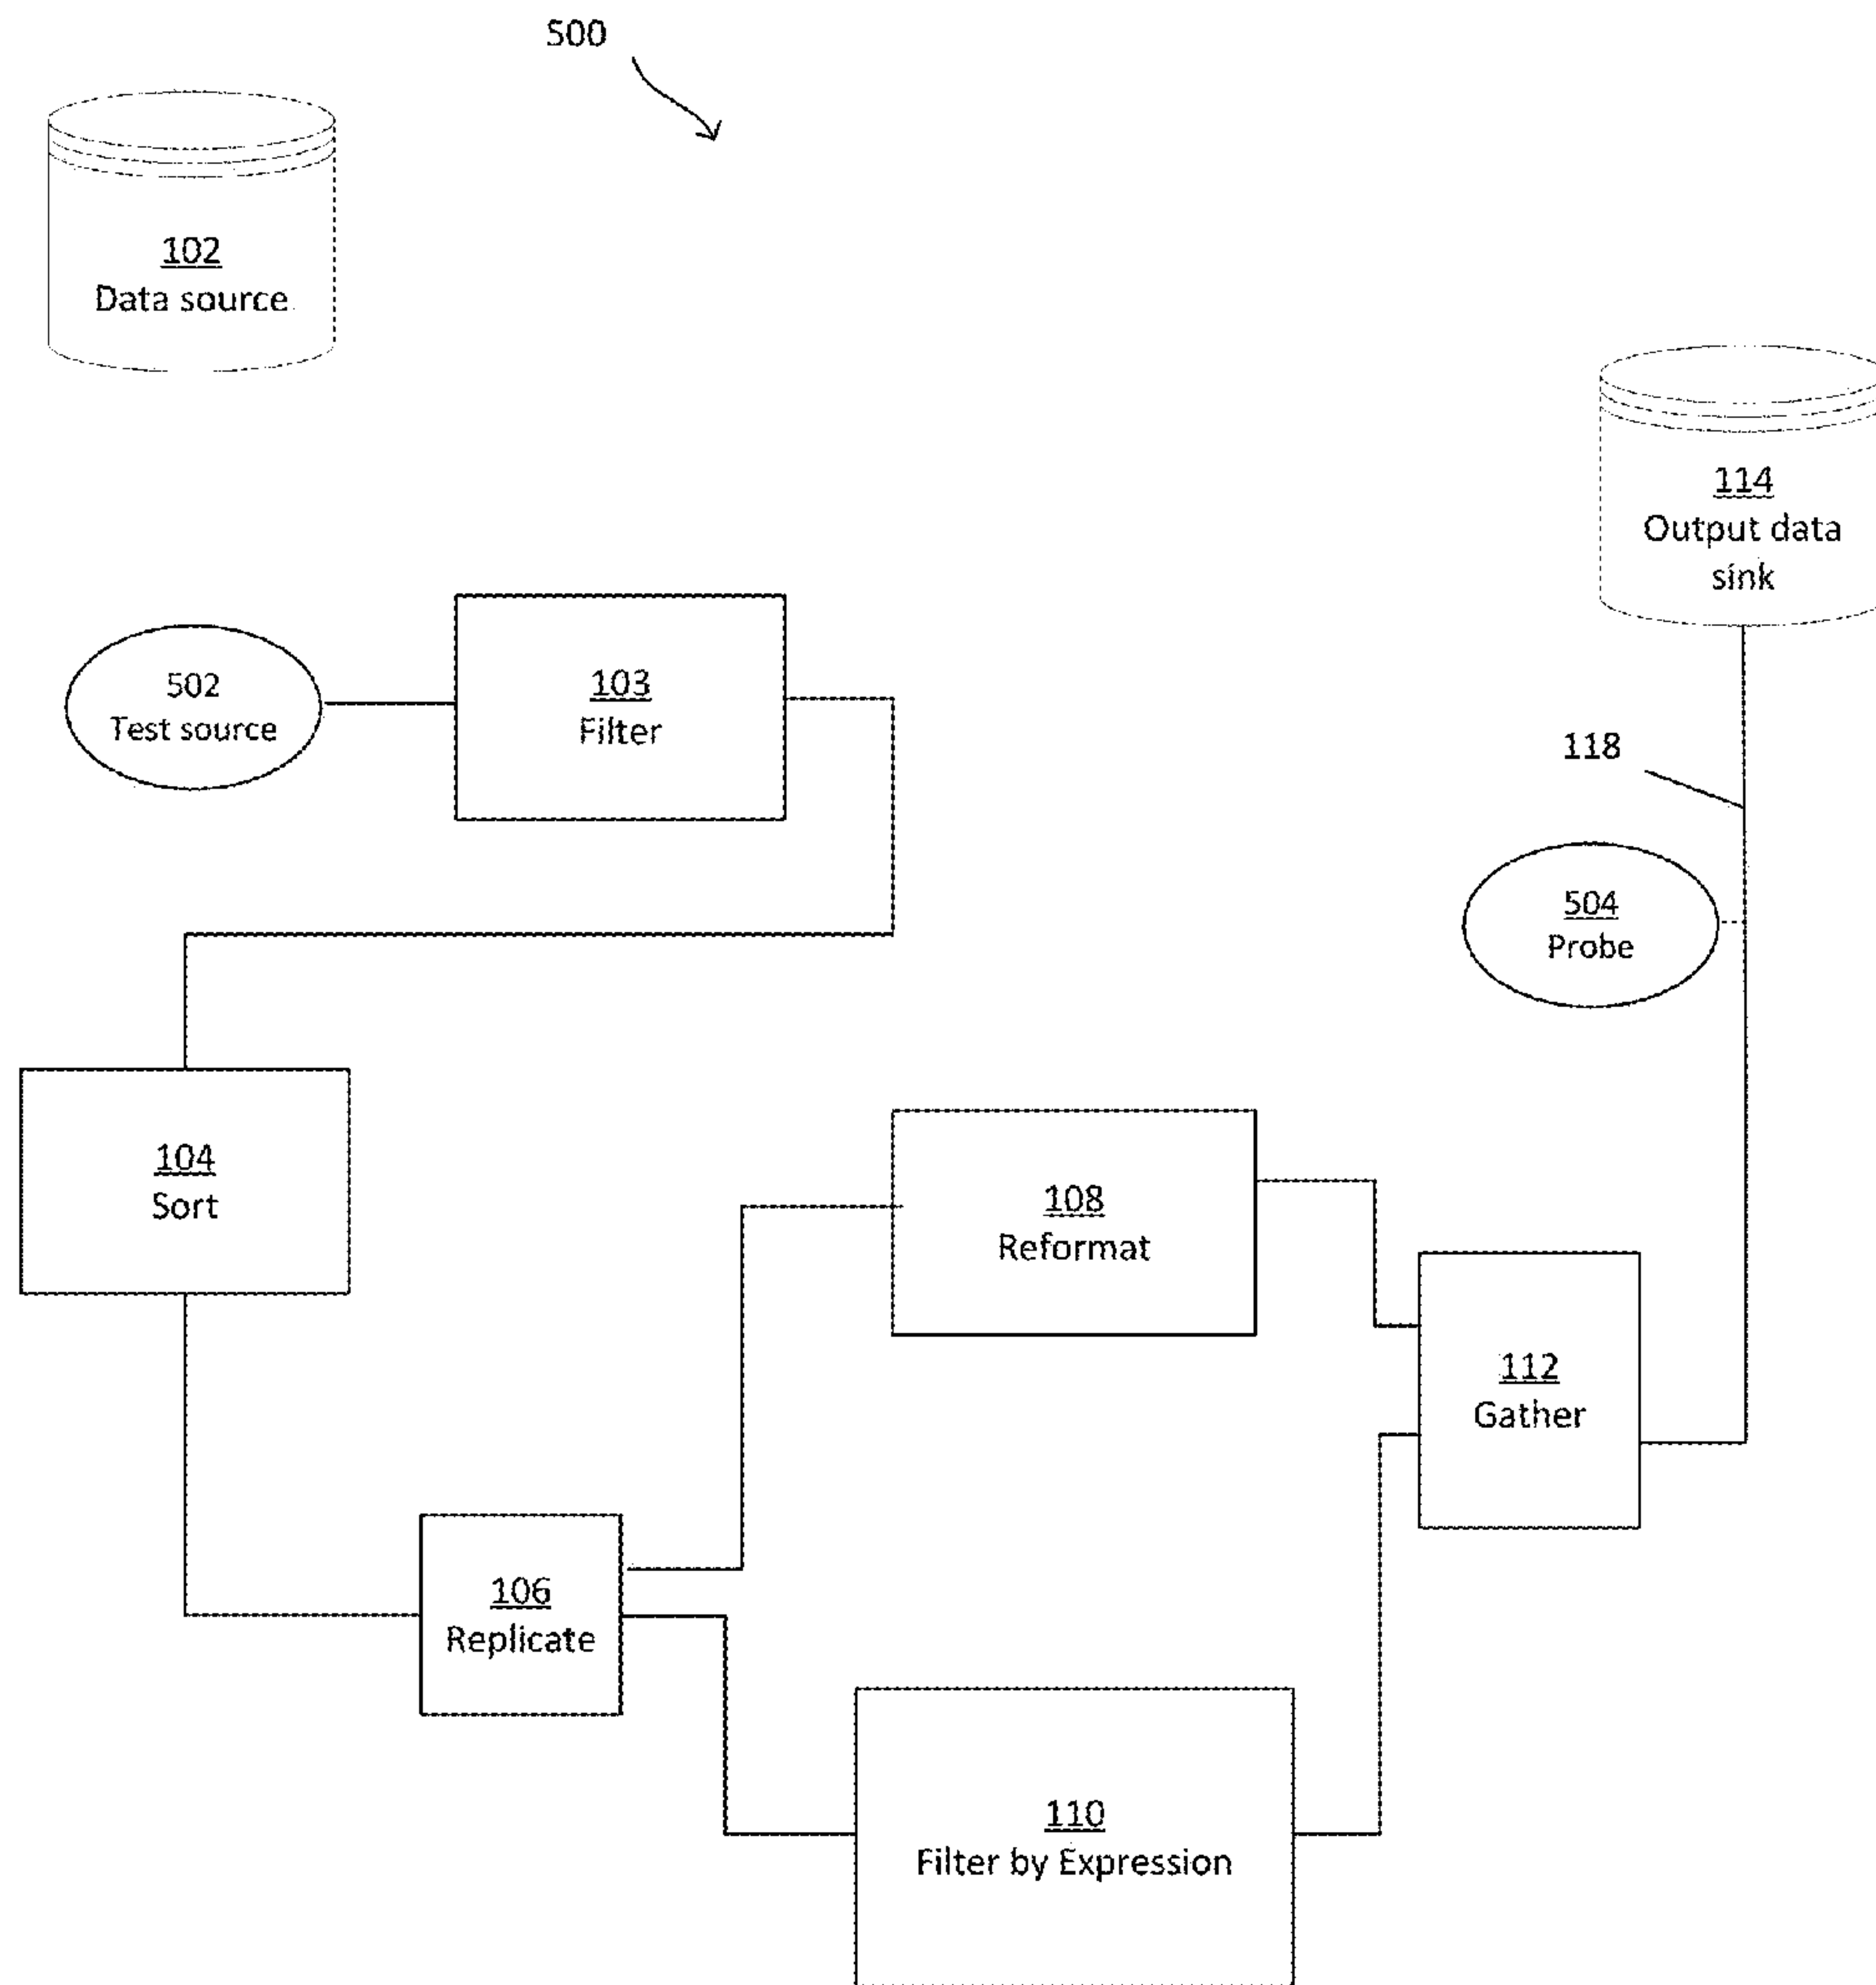 500
102
Data source
114
Output data
sink
502
Test source
103
Filter
118
504
Probe
104
Sort
108
Reformat
112
Gather
106
Replicate
110
Filter by Expression